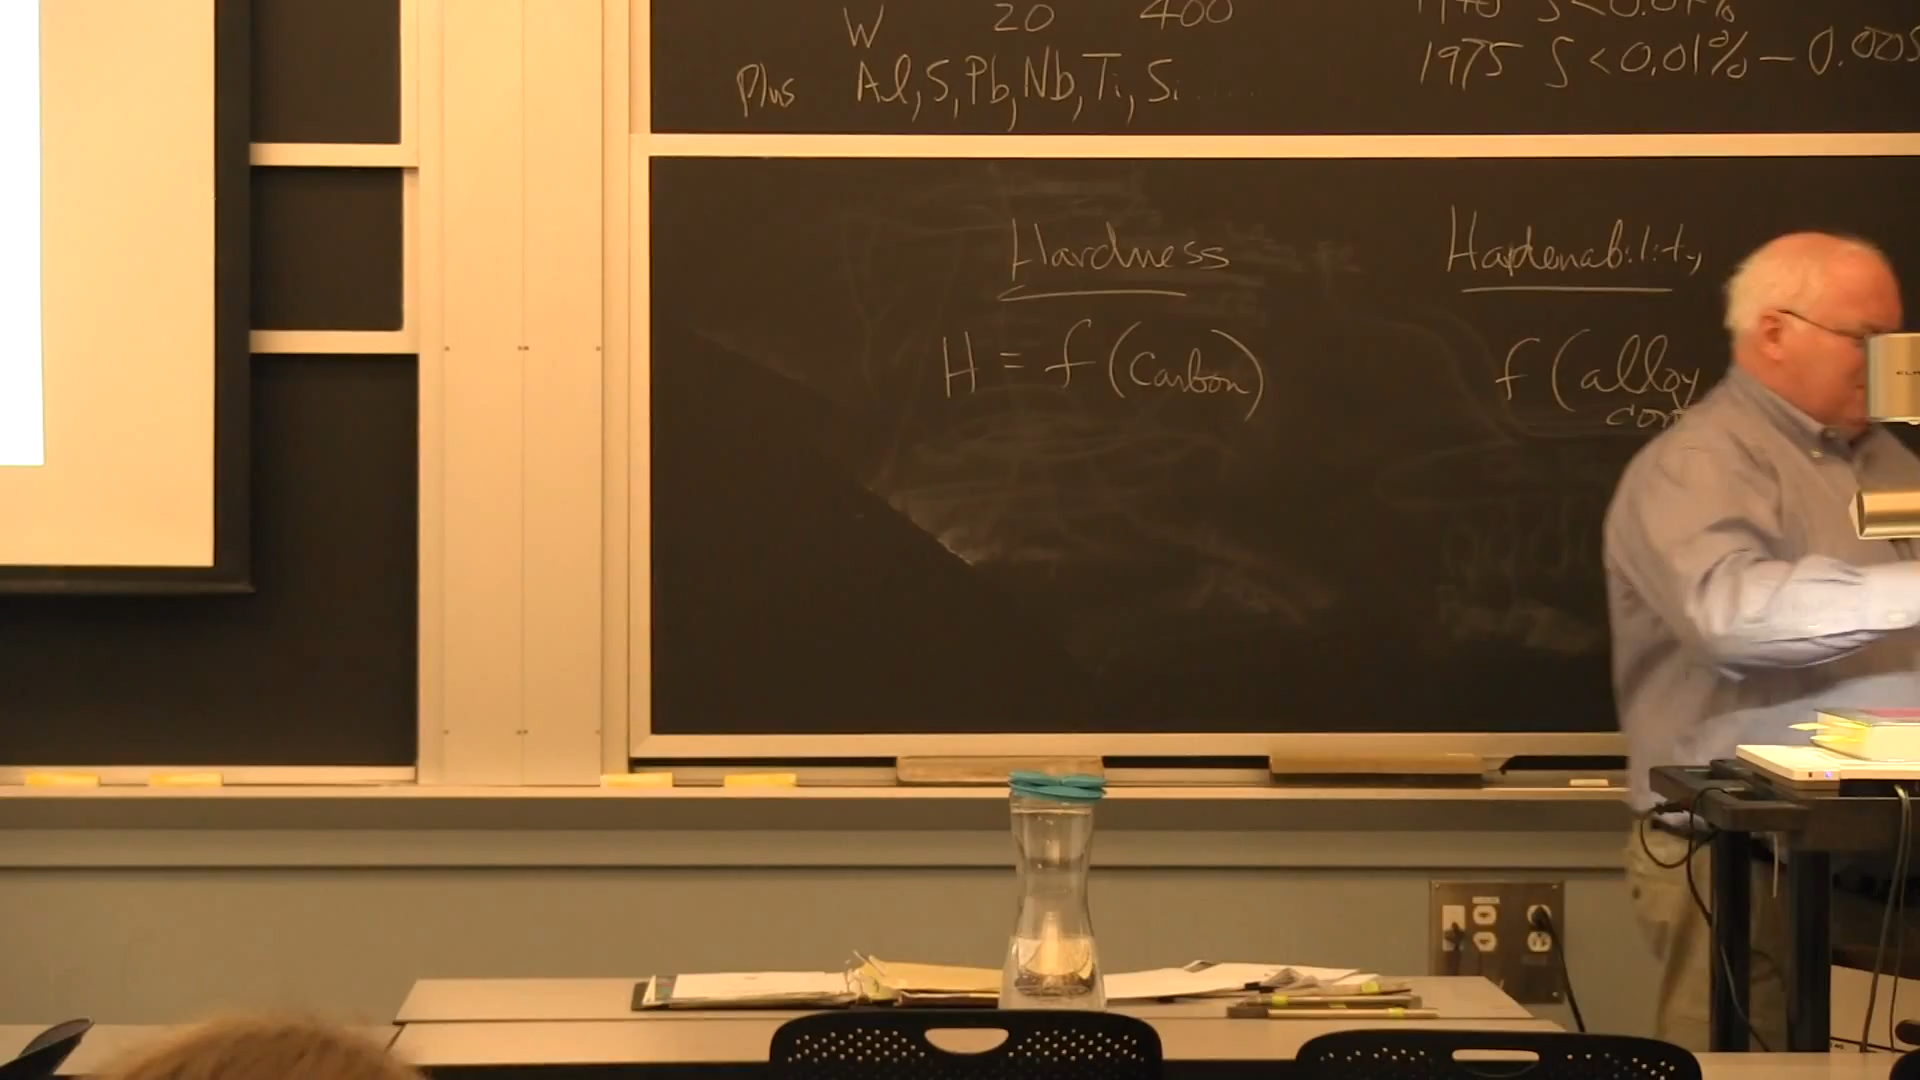 W 20 400
Plus Al, S, Pb, Nb, Ti, Si .....
1975 S < 0.01% – 0.005
Hardness
H = f (Carbon)
Hardenability
f (alloy